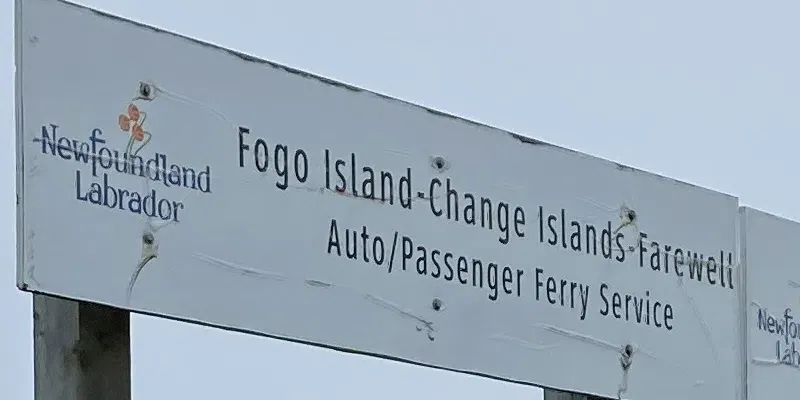 Newfoundland
Labrador
Fogo Island-Change Islands-Farewell
Auto/Passenger Ferry Service